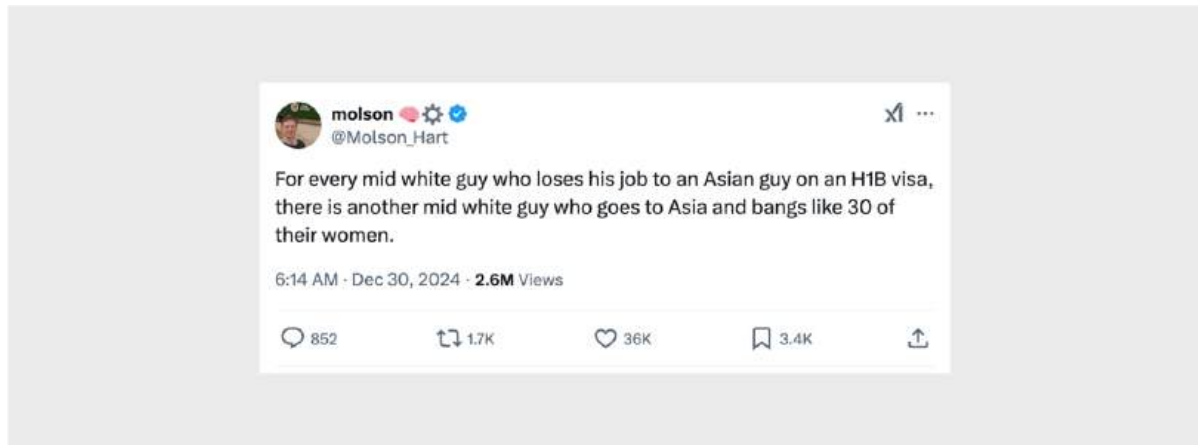 molson 🧠⚙️
@Molson_Hart
For every mid white guy who loses his job to an Asian guy on an H1B visa,
there is another mid white guy who goes to Asia and bangs like 30 of
their women.
6:14 AM · Dec 30, 2024 · 2.6M Views
852 1.7K 36K 3.4K